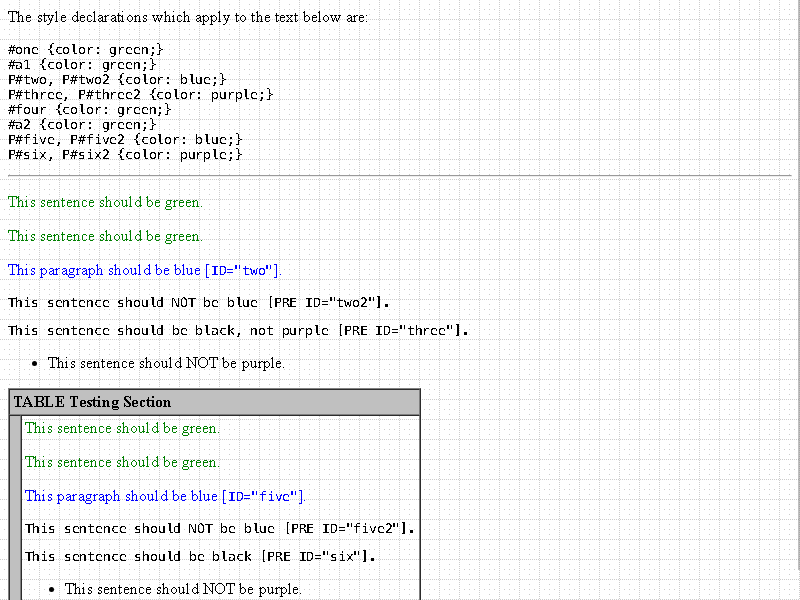 The style declarations which apply to the text below are:
#one {color: green;}
#a1 {color: green;}
P#two, P#two2 {color: blue;}
P#three, P#three2 {color: purple;}
#four {color: green;}
#a2 {color: green;}
P#five, P#five2 {color: blue;}
P#six, P#six2 {color: purple;}
This sentence should be green.
This sentence should be green.
This paragraph should be blue [ID="two"].
This sentence should NOT be blue [PRE ID="two2"].
This sentence should be black, not purple [PRE ID="three"].
• This sentence should NOT be purple.
TABLE Testing Section
This sentence should be green.
This sentence should be green.
This paragraph should be blue [ID="five"].
This sentence should NOT be blue [PRE ID="five2"].
This sentence should be black [PRE ID="six"].
• This sentence should NOT be purple.